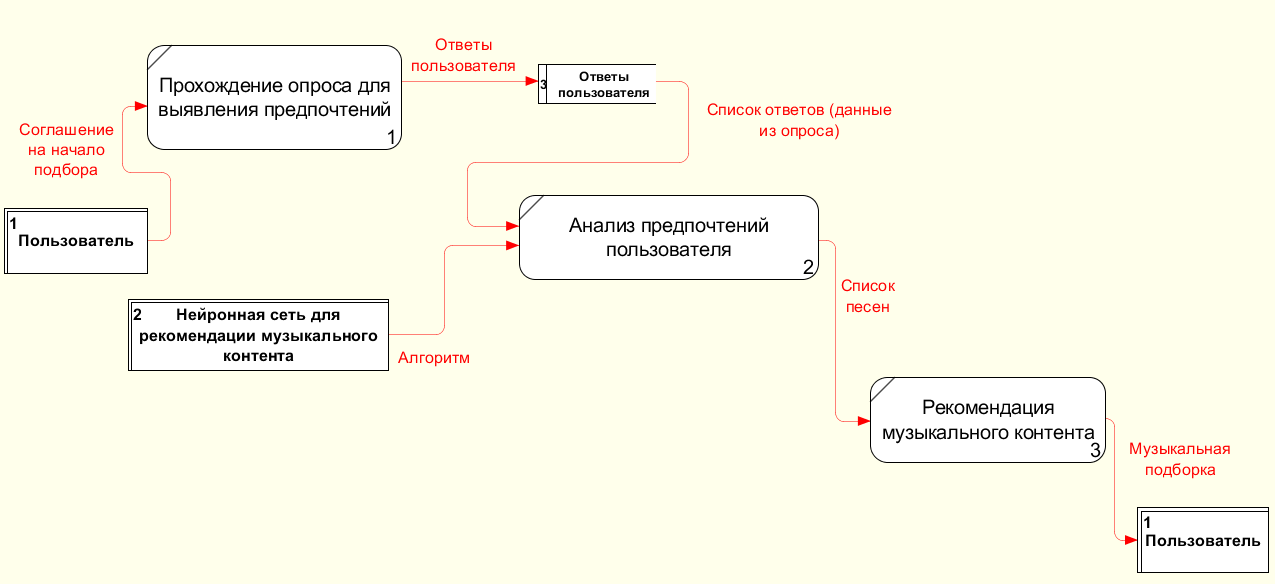 Ответы
пользователя
Прохождение опроса для
выявления предпочтений
1
3
Ответы
пользователя
Соглашение
на начало
подбора
Список ответов (данные
из опроса)
1
Пользователь
Анализ предпочтений
пользователя
2
2
Нейронная сеть для
рекомендации музыкального
контента
Алгоритм
Список
песен
Рекомендация
музыкального контента
3
Музыкальная
подборка
1
Пользователь